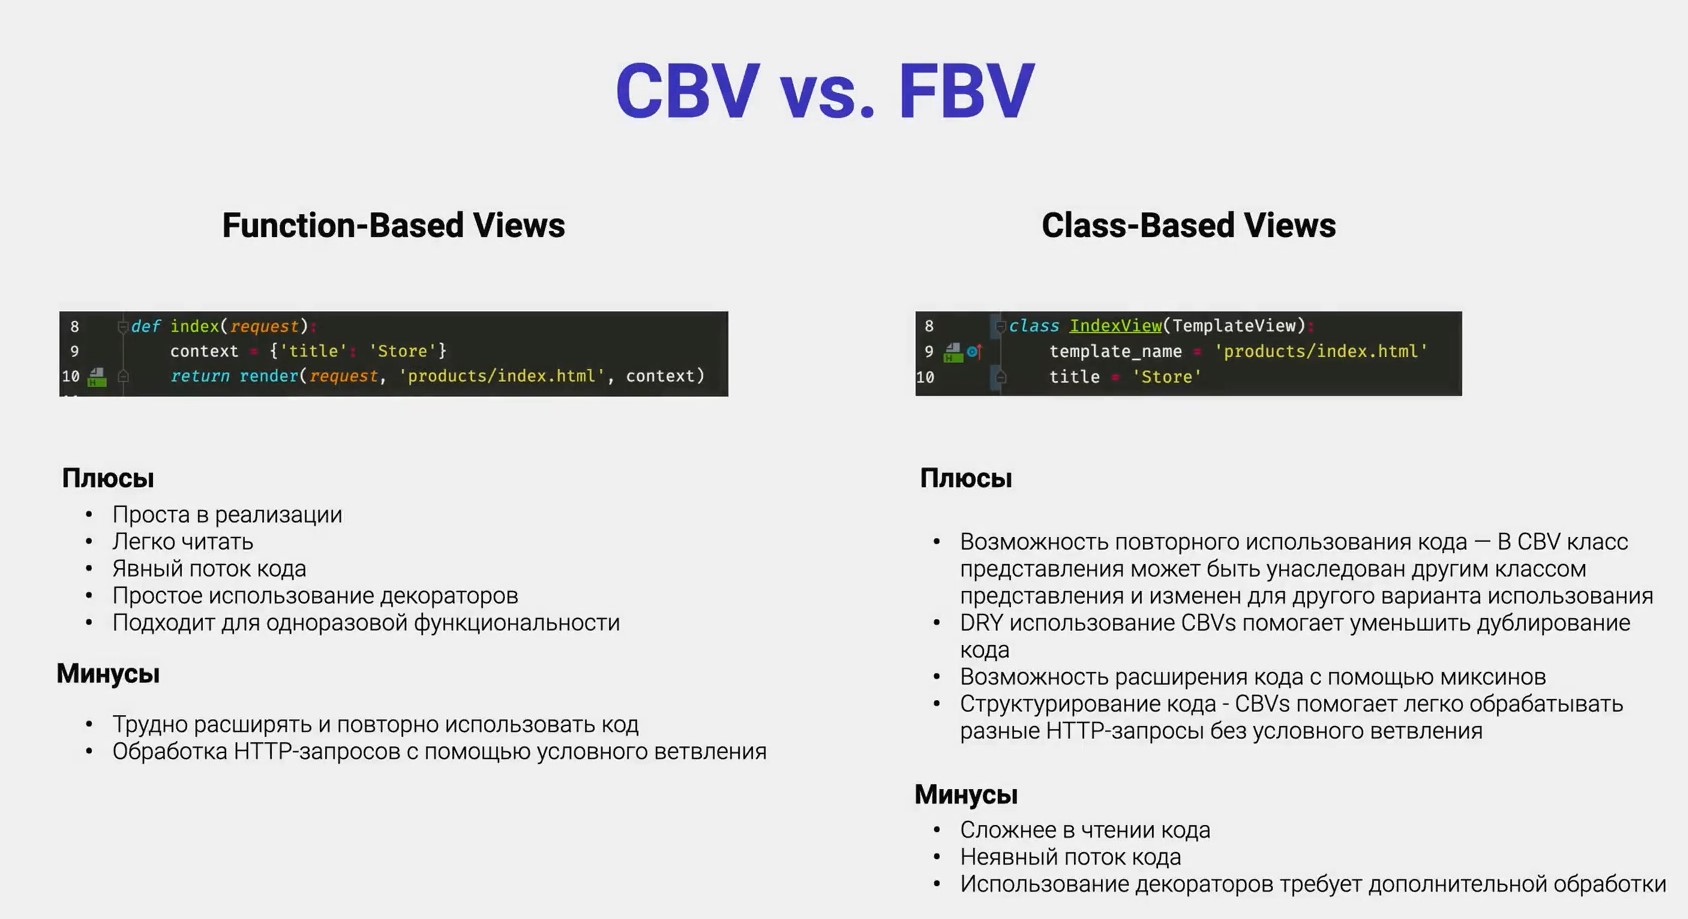 CBV vs. FBV
Function-Based Views
8 def index(request):
9 context = {'title': 'Store'}
10 return render(request, 'products/index.html', context)
Плюсы
• Проста в реализации
• Легко читать
• Явный поток кода
• Простое использование декораторов
• Подходит для одноразовой функциональности
Минусы
• Трудно расширять и повторно использовать код
• Обработка HTTP-запросов с помощью условного ветвления
Class-Based Views
8 class IndexView(TemplateView):
9 template_name = 'products/index.html'
10 title = 'Store'
Плюсы
• Возможность повторного использования кода — В CBV класс
представления может быть унаследован другим классом
представления и изменен для другого варианта использования
• DRY использование CBVs помогает уменьшить дублирование
кода
• Возможность расширения кода с помощью миксинов
• Структурирование кода - CBVs помогает легко обрабатывать
разные HTTP-запросы без условного ветвления
Минусы
• Сложнее в чтении кода
• Неявный поток кода
• Использование декораторов требует дополнительной обработки